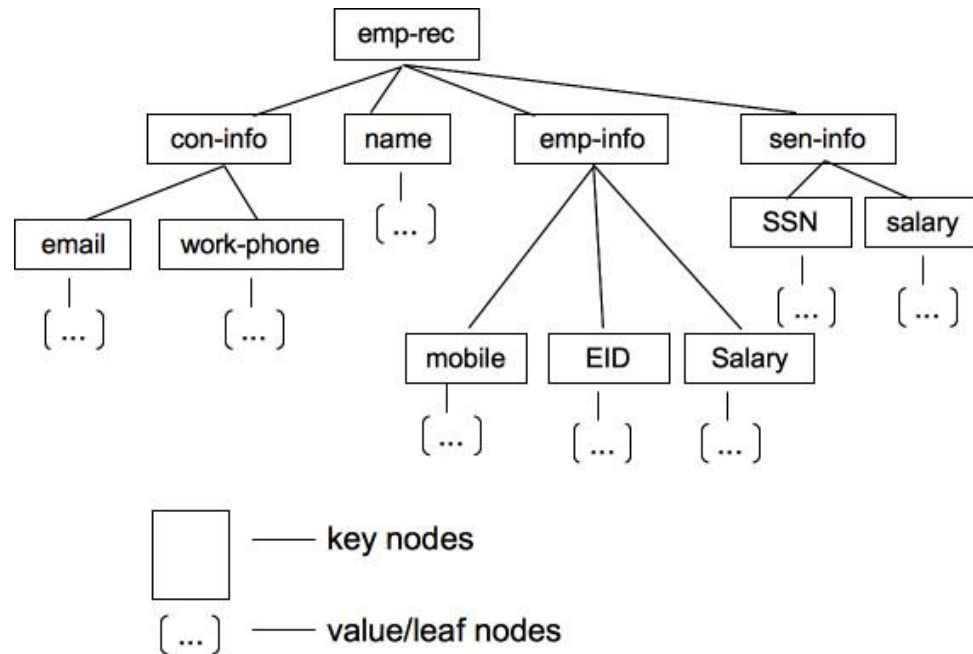 emp-rec
con-info
name
emp-info
sen-info
[...]
SSN
salary
email
work-phone
[...]
[...]
[...]
[...]
mobile
EID
Salary
[...]
[...]
[...]
key nodes
[...]
value/leaf nodes